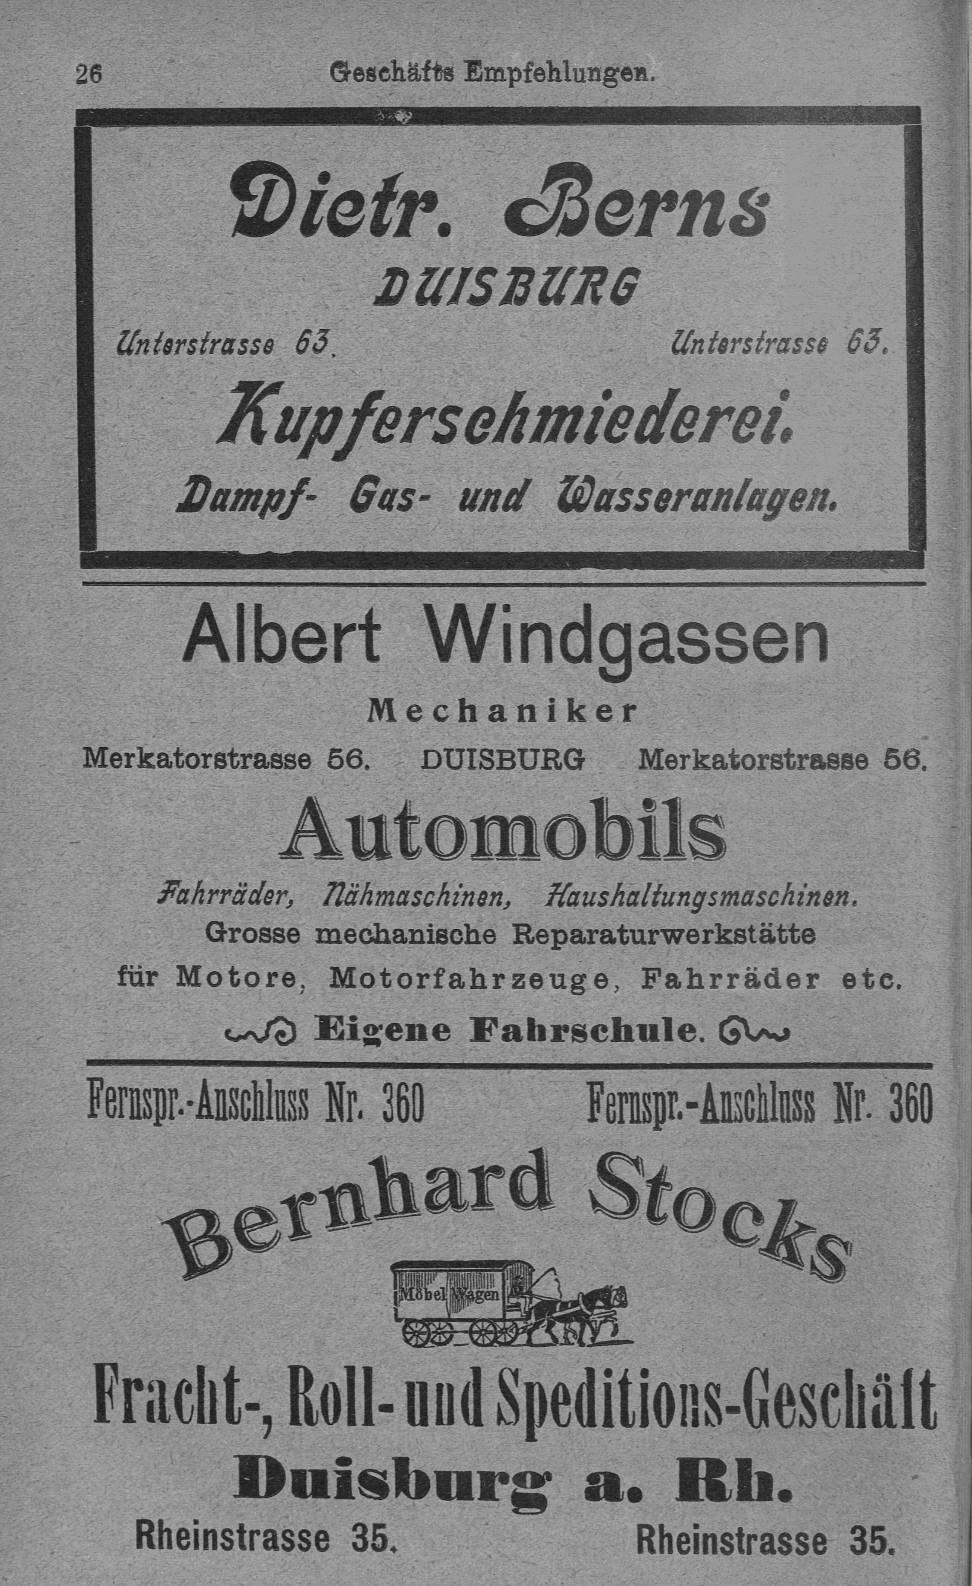 26 Geschäfts Empfehlungen.
Dietr. Berns
DUISBURG
Unterstrasse 63. Unterstrasse 63.
Kupferschmiederei.
Dampf- Gas- und Wasseranlagen.
Albert Windgassen
Mechaniker
Merkatorstrasse 56. DUISBURG Merkatorstrasse 56.
Automobils
Fahrräder, Nähmaschinen, Haushaltungsmaschinen.
Grosse mechanische Reparaturwerkstätte
für Motore, Motorfahrzeuge, Fahrräder etc.
Eigene Fahrschule.
Fernspr.-Anschluss Nr. 360 Fernspr.-Anschluss Nr. 360
Bernhard Stocks
Möbel Wagen
Fracht-, Roll- und Speditions-Geschäft
Duisburg a. Rh.
Rheinstrasse 35. Rheinstrasse 35.